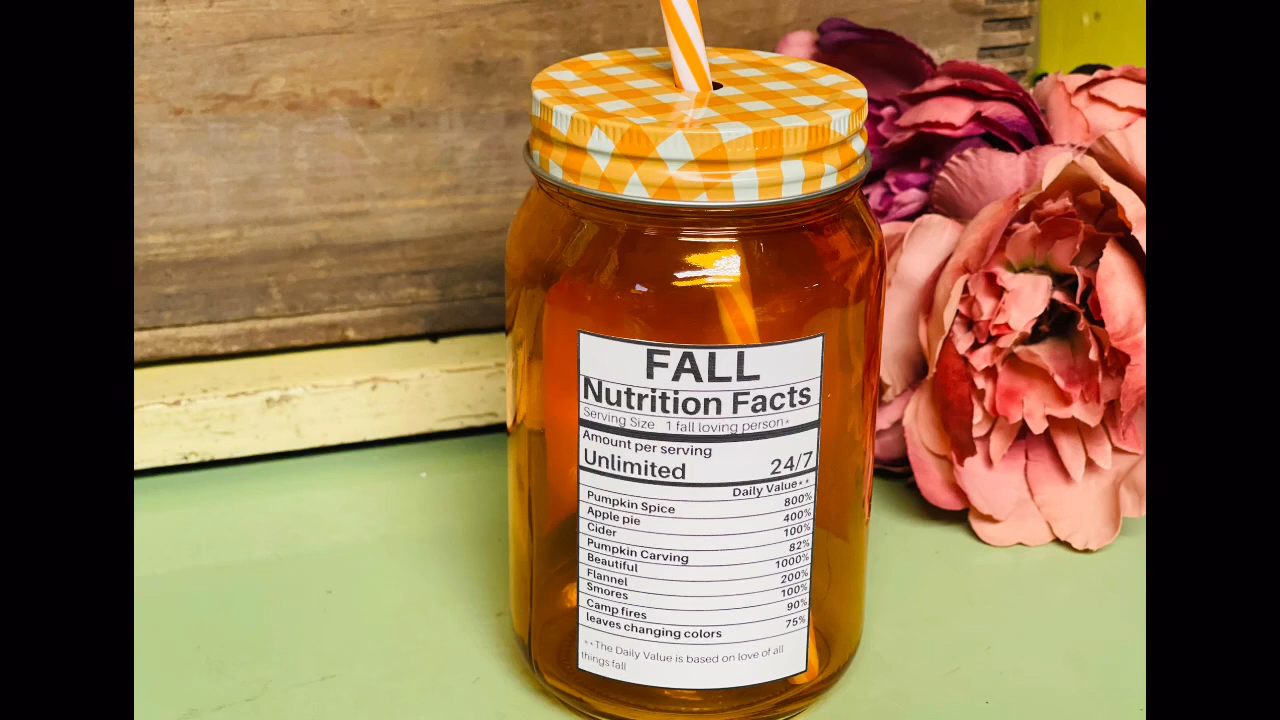 FALL
Nutrition Facts
Serving Size 1 fall loving person*
Amount per serving
Unlimited 24/7
Daily Value**
Pumpkin Spice 800%
Apple pie 400%
Cider 100%
Pumpkin Carving 82%
Beautiful 1000%
Flannel 200%
Smores 100%
Camp fires 90%
leaves changing colors 75%
**The Daily Value is based on love of all
things fall